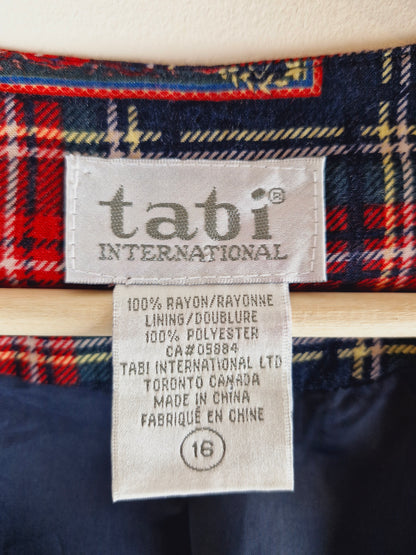 tabi®
INTERNATIONAL
100% RAYON/RAYONNE
LINING/DOUBLURE
100% POLYESTER
CA#05884
TABI INTERNATIONAL LTD
TORONTO CANADA
MADE IN CHINA
FABRIQUÉ EN CHINE
16